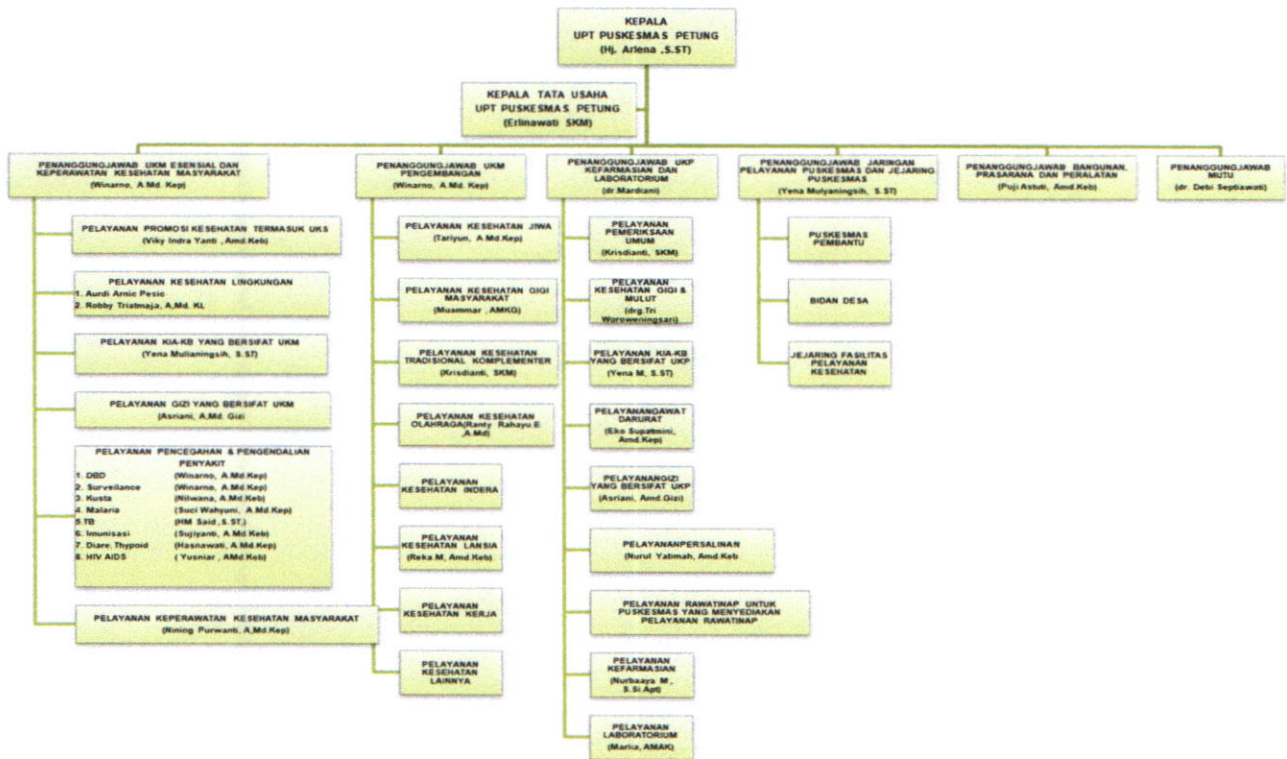 KEPALA
UPT PUSKESMAS PETUNG
(Hj. Arlena ,S.ST)
KEPALA TATA USAHA
UPT PUSKESMAS PETUNG
(Erlinawati SKM)
PENANGGUNGJAWAB UKM ESENSIAL DAN
KEPERAWATAN KESEHATAN MASYARAKAT
(Winarno, A.Md. Kep)
PELAYANAN PROMOSI KESEHATAN TERMASUK UKS
(Viky Indra Yanti , Amd.Keb)
PELAYANAN KESEHATAN LINGKUNGAN
1. Aurdi Arnic Pesic
2. Robby Triatmaja, A,Md. KL
PELAYANAN KIA-KB YANG BERSIFAT UKM
(Yena Mulianingsih, S.ST)
PELAYANAN GIZI YANG BERSIFAT UKM
(Asriani, A.Md. Gizi
PELAYANAN PENCEGAHAN & PENGENDALIAN
PENYAKIT
1. DBD (Winarno, A.Md.Kep)
2. Surveilance (Winarno, A.Md.Kep)
3. Kusta (Nilwana, A.Md.Keb)
4. Malaria (Suci Wahyuni, A.Md.Kep)
5.TB (HM Said ,S.ST,)
6. Imunisasi (Sujiyanti, A.Md.Keb)
7. Diare, Thypoid (Hasnawati, A.Md.Kep)
8. HIV AIDS ( Yusniar , AMd.Keb)
PELAYANAN KEPERAWATAN KESEHATAN MASYARAKAT
(Nining Purwanti, A,Md.Kep)
PENANGGUNGJAWAB UKM
PENGEMBANGAN
(Winarno, A.Md. Kep)
PELAYANAN KESEHATAN JIWA
(Tariyun, A.Md.Kep)
PELAYANAN KESEHATAN GIGI
MASYARAKAT
(Muammar , AMKG)
PELAYANAN KESEHATAN
TRADISIONAL KOMPLEMENTER
(Krisdianti, SKM)
PELAYANAN KESEHATAN
OLAHRAGA(Ranty Rahayu.E
,A.Md)
PELAYANAN
KESEHATAN INDERA
PELAYANAN
KESEHATAN LANSIA
(Reka.M, Amd.Keb)
PELAYANAN
KESEHATAN KERJA
PELAYANAN
KESEHATAN
LAINNYA
PENANGGUNGJAWAB UKP
KEFARMASIAN DAN
LABORATORIUM
(dr.Mardiani)
PELAYANAN
PEMERIKSAAN
UMUM
(Krisdianti, SKM)
PELAYANAN
KESEHATAN GIGI &
MULUT
(drg.Tri
Woroweningsari)
PELAYANAN KIA-KB
YANG BERSIFAT UKP
(Yena M, S.ST)
PELAYANANGAWAT
DARURAT
(Eko Supatmini,
Amd.Kep)
PELAYANANGIZI
YANG BERSIFAT UKP
(Asriani, Amd.Gizi)
PELAYANANPERSALINAN
(Nurul Yatimah, Amd.Keb
PELAYANAN RAWATINAP UNTUK
PUSKESMAS YANG MENYEDIAKAN
PELAYANAN RAWATINAP
PELAYANAN
KEFARMASIAN
(Nurbaaya M ,
S.Si.Apt)
PELAYANAN
LABORATORIUM
(Marlia, AMAK)
PENANGGUNGJAWAB JARINGAN
PELAYANAN PUSKESMAS DAN JEJARING
PUSKESMAS
(Yena Mulyaningsih, S.ST)
PUSKESMAS
PEMBANTU
BIDAN DESA
JEJARING FASILITAS
PELAYANAN
KESEHATAN
PENANGGUNGJAWAB BANGUNAN,
PRASARANA DAN PERALATAN
(Puji Astuti, Amd.Keb)
PENANGGUNGJAWAB
MUTU
(dr. Debi Septiawati)